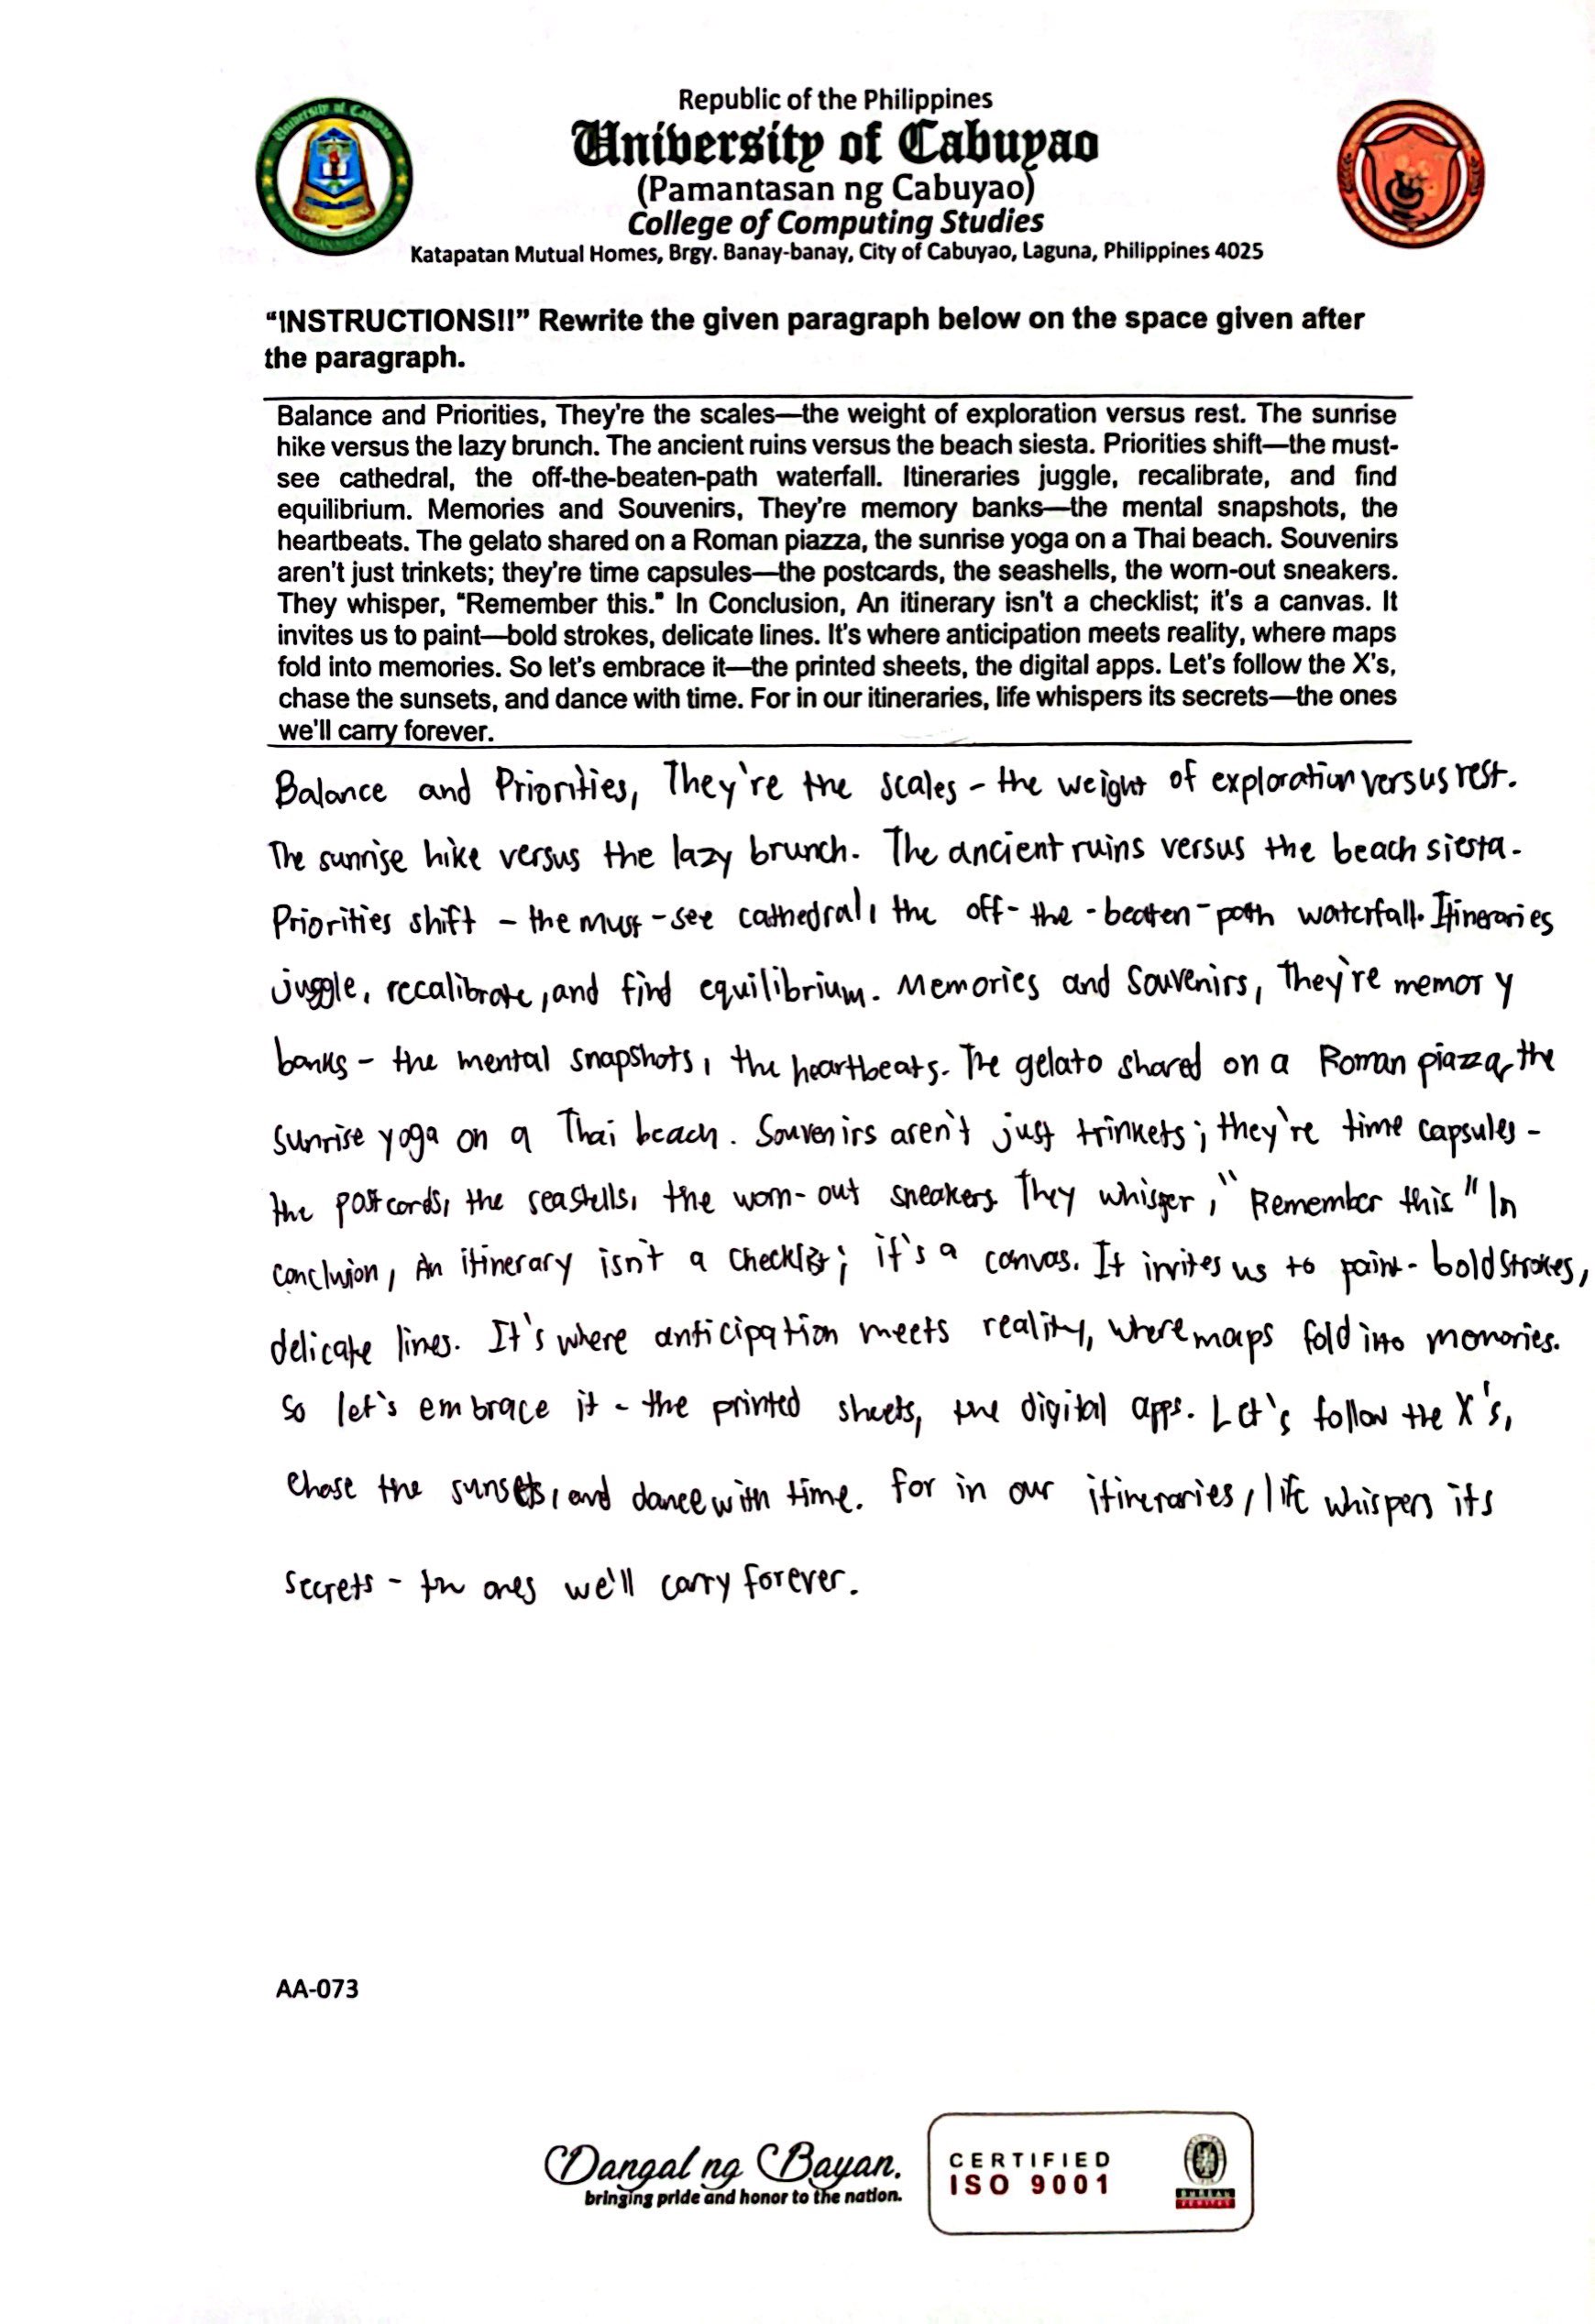 Republic of the Philippines
University of Cabuyao
(Pamantasan ng Cabuyao)
College of Computing Studies
Katapatan Mutual Homes, Brgy. Banay-banay, City of Cabuyao, Laguna, Philippines 4025
"INSTRUCTIONS!!" Rewrite the given paragraph below on the space given after
the paragraph.
Balance and Priorities, They're the scales—the weight of exploration versus rest. The sunrise
hike versus the lazy brunch. The ancient ruins versus the beach siesta. Priorities shift—the must-
see cathedral, the off-the-beaten-path waterfall. Itineraries juggle, recalibrate, and find
equilibrium. Memories and Souvenirs, They're memory banks—the mental snapshots, the
heartbeats. The gelato shared on a Roman piazza, the sunrise yoga on a Thai beach. Souvenirs
aren't just trinkets; they're time capsules—the postcards, the seashells, the worn-out sneakers.
They whisper, "Remember this." In Conclusion, An itinerary isn't a checklist; it's a canvas. It
invites us to paint—bold strokes, delicate lines. It's where anticipation meets reality, where maps
fold into memories. So let's embrace it—the printed sheets, the digital apps. Let's follow the X's,
chase the sunsets, and dance with time. For in our itineraries, life whispers its secrets—the ones
we'll carry forever.
Balance and Priorities, They're the scales - the weight of exploration versus rest.
The sunrise hike versus the lazy brunch. The ancient ruins versus the beach siesta.
Priorities shift - the must-see cathedral, the off-the-beaten-path waterfall. Itineraries
juggle, recalibrate, and find equilibrium. Memories and Souvenirs, They're memory
banks - the mental snapshots, the heartbeats. The gelato shared on a Roman piazza, the
sunrise yoga on a Thai beach. Souvenirs aren't just trinkets; they're time capsules -
the postcards, the seashells, the worn-out sneakers. They whisper, "Remember this" In
conclusion, An itinerary isn't a checklist; it's a canvas. It invites us to paint - bold strokes,
delicate lines. It's where anticipation meets reality, where maps fold into memories.
So let's embrace it - the printed sheets, the digital apps. Let's follow the X's,
chase the sunsets, and dance with time. for in our itineraries, life whispers its
secrets - the ones we'll carry forever.
AA-073
Dangal ng Bayan.
bringing pride and honor to the nation.
CERTIFIED
ISO 9001
BUREAU
VERITAS